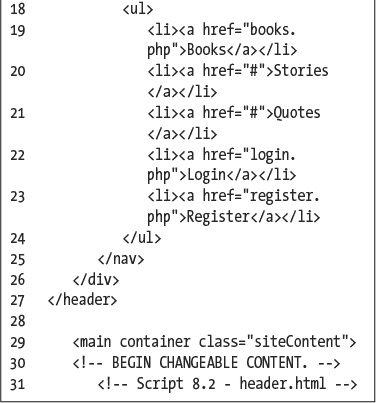 18 <ul>
19 <li><a href="books.
php">Books</a></li>
20 <li><a href="#">Stories
</a></li>
21 <li><a href="#">Quotes
</a></li>
22 <li><a href="login.
php">Login</a></li>
23 <li><a href="register.
php">Register</a></li>
24 </ul>
25 </nav>
26 </div>
27 </header>
28
29 <main container class="siteContent">
30 <!-- BEGIN CHANGEABLE CONTENT. -->
31 <!-- Script 8.2 - header.html -->